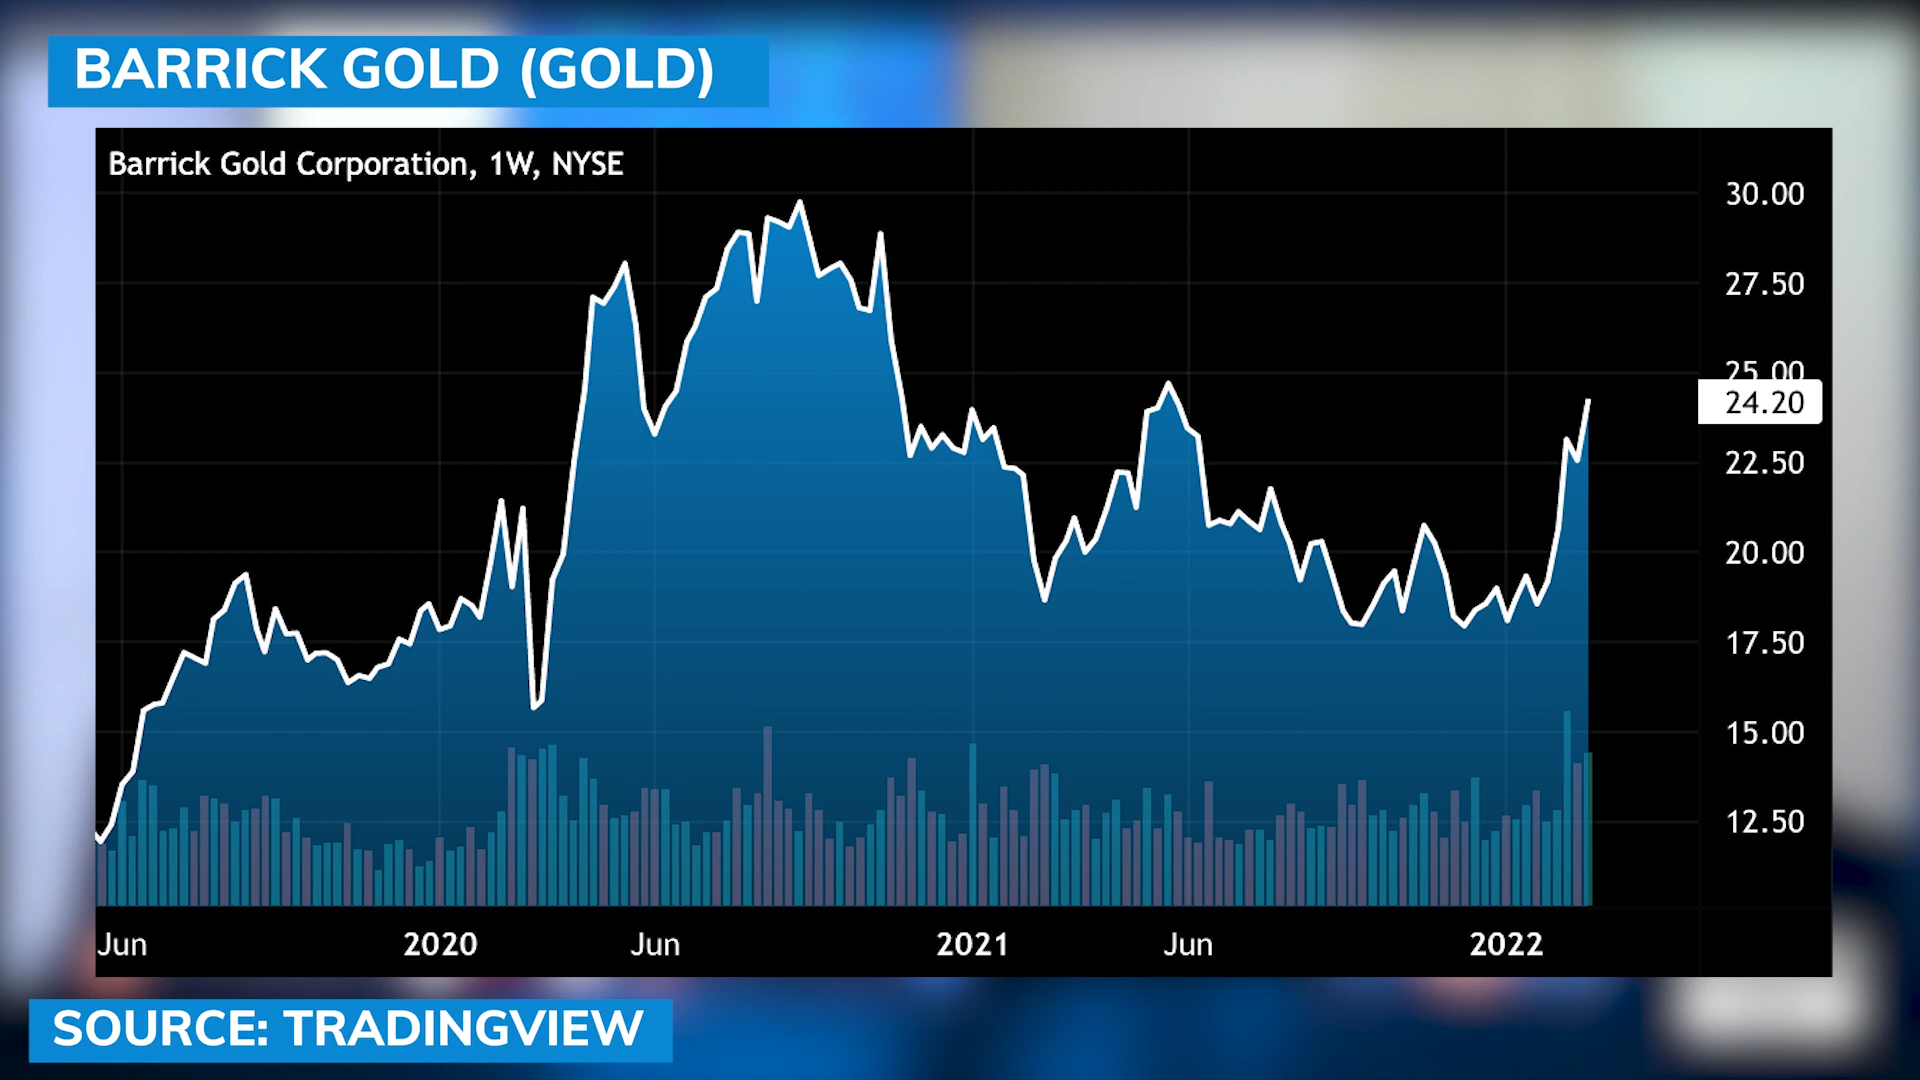 BARRICK GOLD (GOLD)
Barrick Gold Corporation, 1W, NYSE
30.00
27.50
25.00
24.20
22.50
20.00
17.50
15.00
12.50
Jun 2020 Jun 2021 Jun 2022
SOURCE: TRADINGVIEW